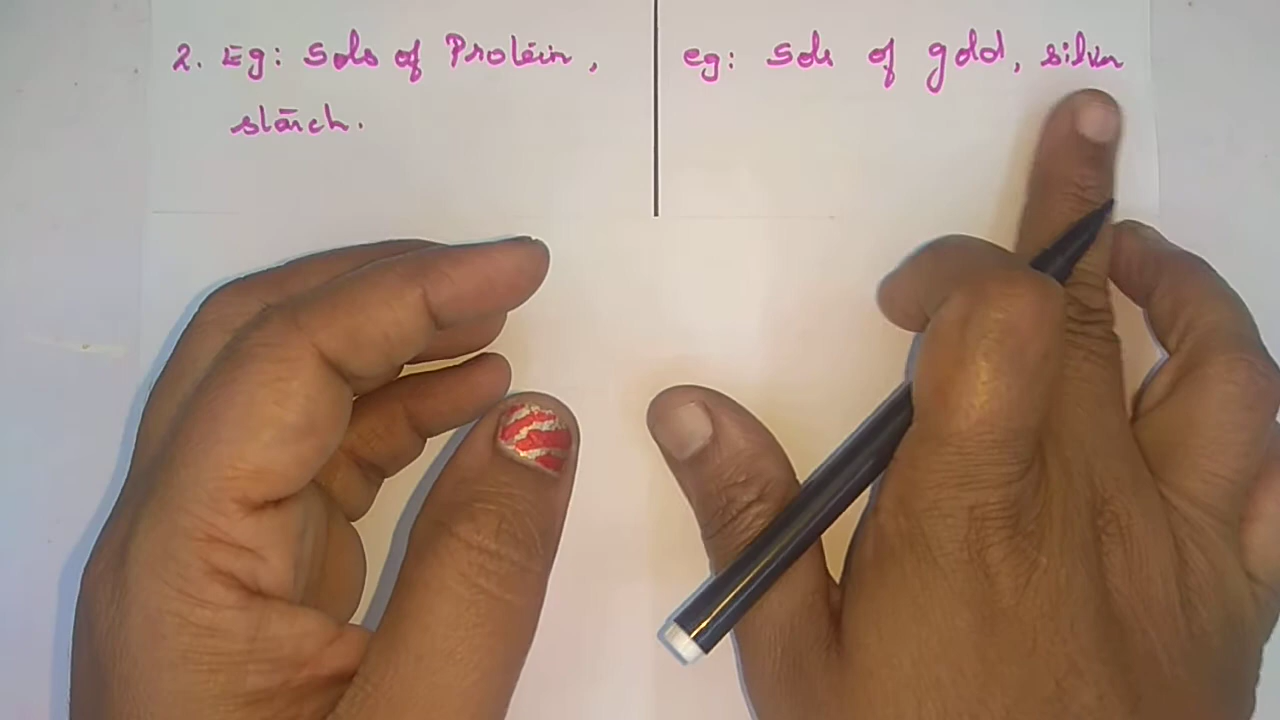 2. Eg: Sols of Protein,
starch.
eg: Sols of gold, silver